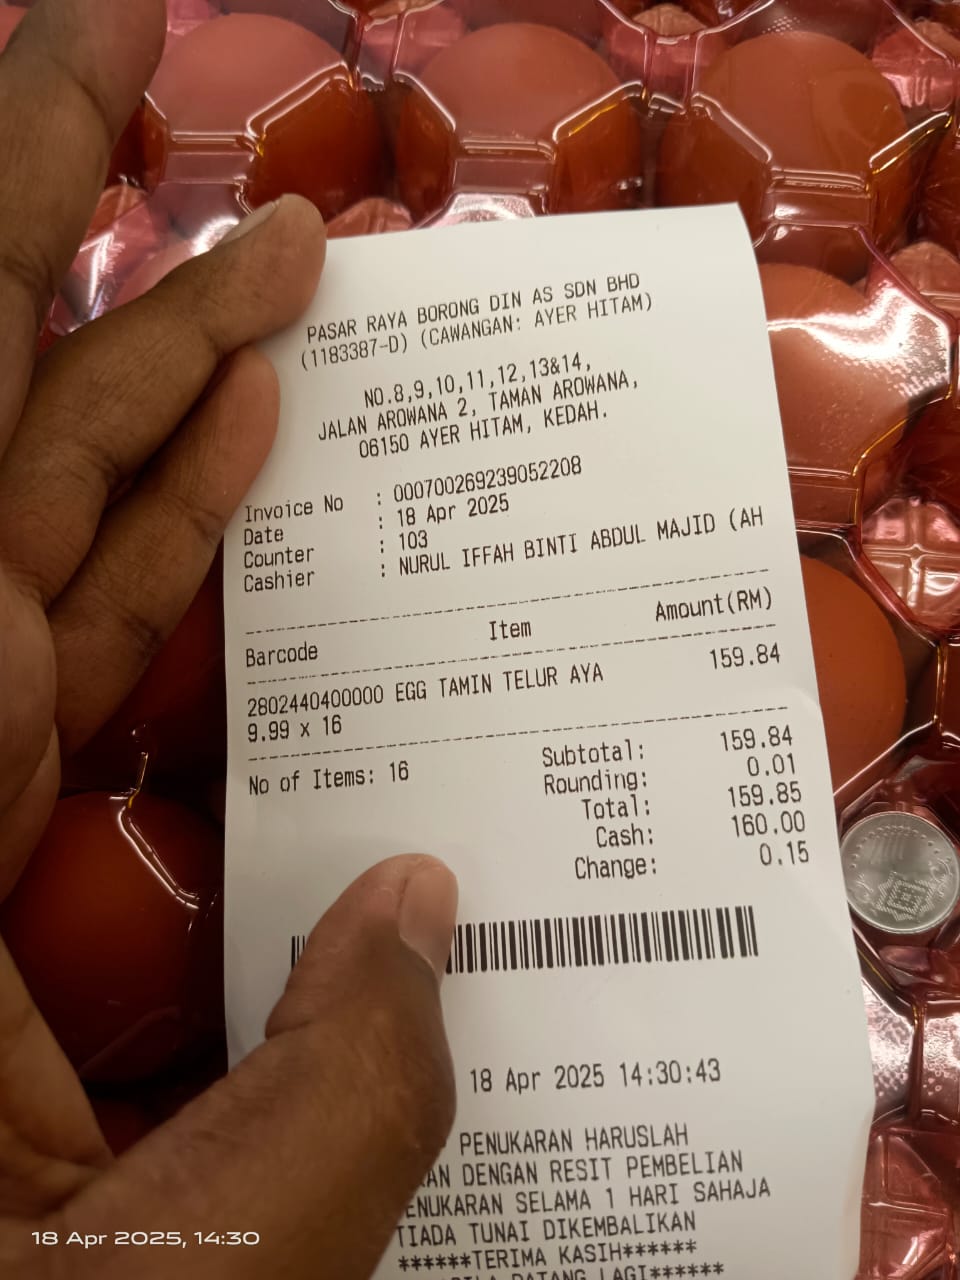 PASAR RAYA BORONG DIN AS SDN BHD
(1183387-D) (CAWANGAN: AYER HITAM)
NO.8,9,10,11,12,13&14,
JALAN AROWANA 2, TAMAN AROWANA,
06150 AYER HITAM, KEDAH.
Invoice No : 000700269239052208
Date : 18 Apr 2025
Counter : 103
Cashier : NURUL IFFAH BINTI ABDUL MAJID (AH
Barcode Item Amount(RM)
2802440400000 EGG TAMIN TELUR AYA 159.84
9.99 x 16
No of Items: 16
Subtotal: 159.84
Rounding: 0.01
Total: 159.85
Cash: 160.00
Change: 0.15
18 Apr 2025 14:30:43
PENUKARAN HARUSLAH
DENGAN RESIT PEMBELIAN
ENUKARAN SELAMA 1 HARI SAHAJA
TIADA TUNAI DIKEMBALIKAN
******TERIMA KASIH******
DATANG LAGI******
18 Apr 2025, 14:30